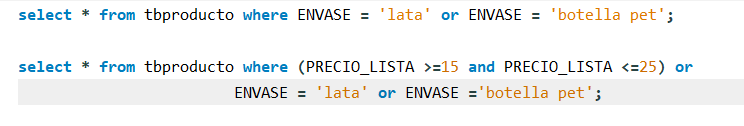 select * from tbproducto where ENVASE = 'lata' or ENVASE = 'botella pet';
select * from tbproducto where (PRECIO_LISTA >=15 and PRECIO_LISTA <=25) or
ENVASE = 'lata' or ENVASE ='botella pet';